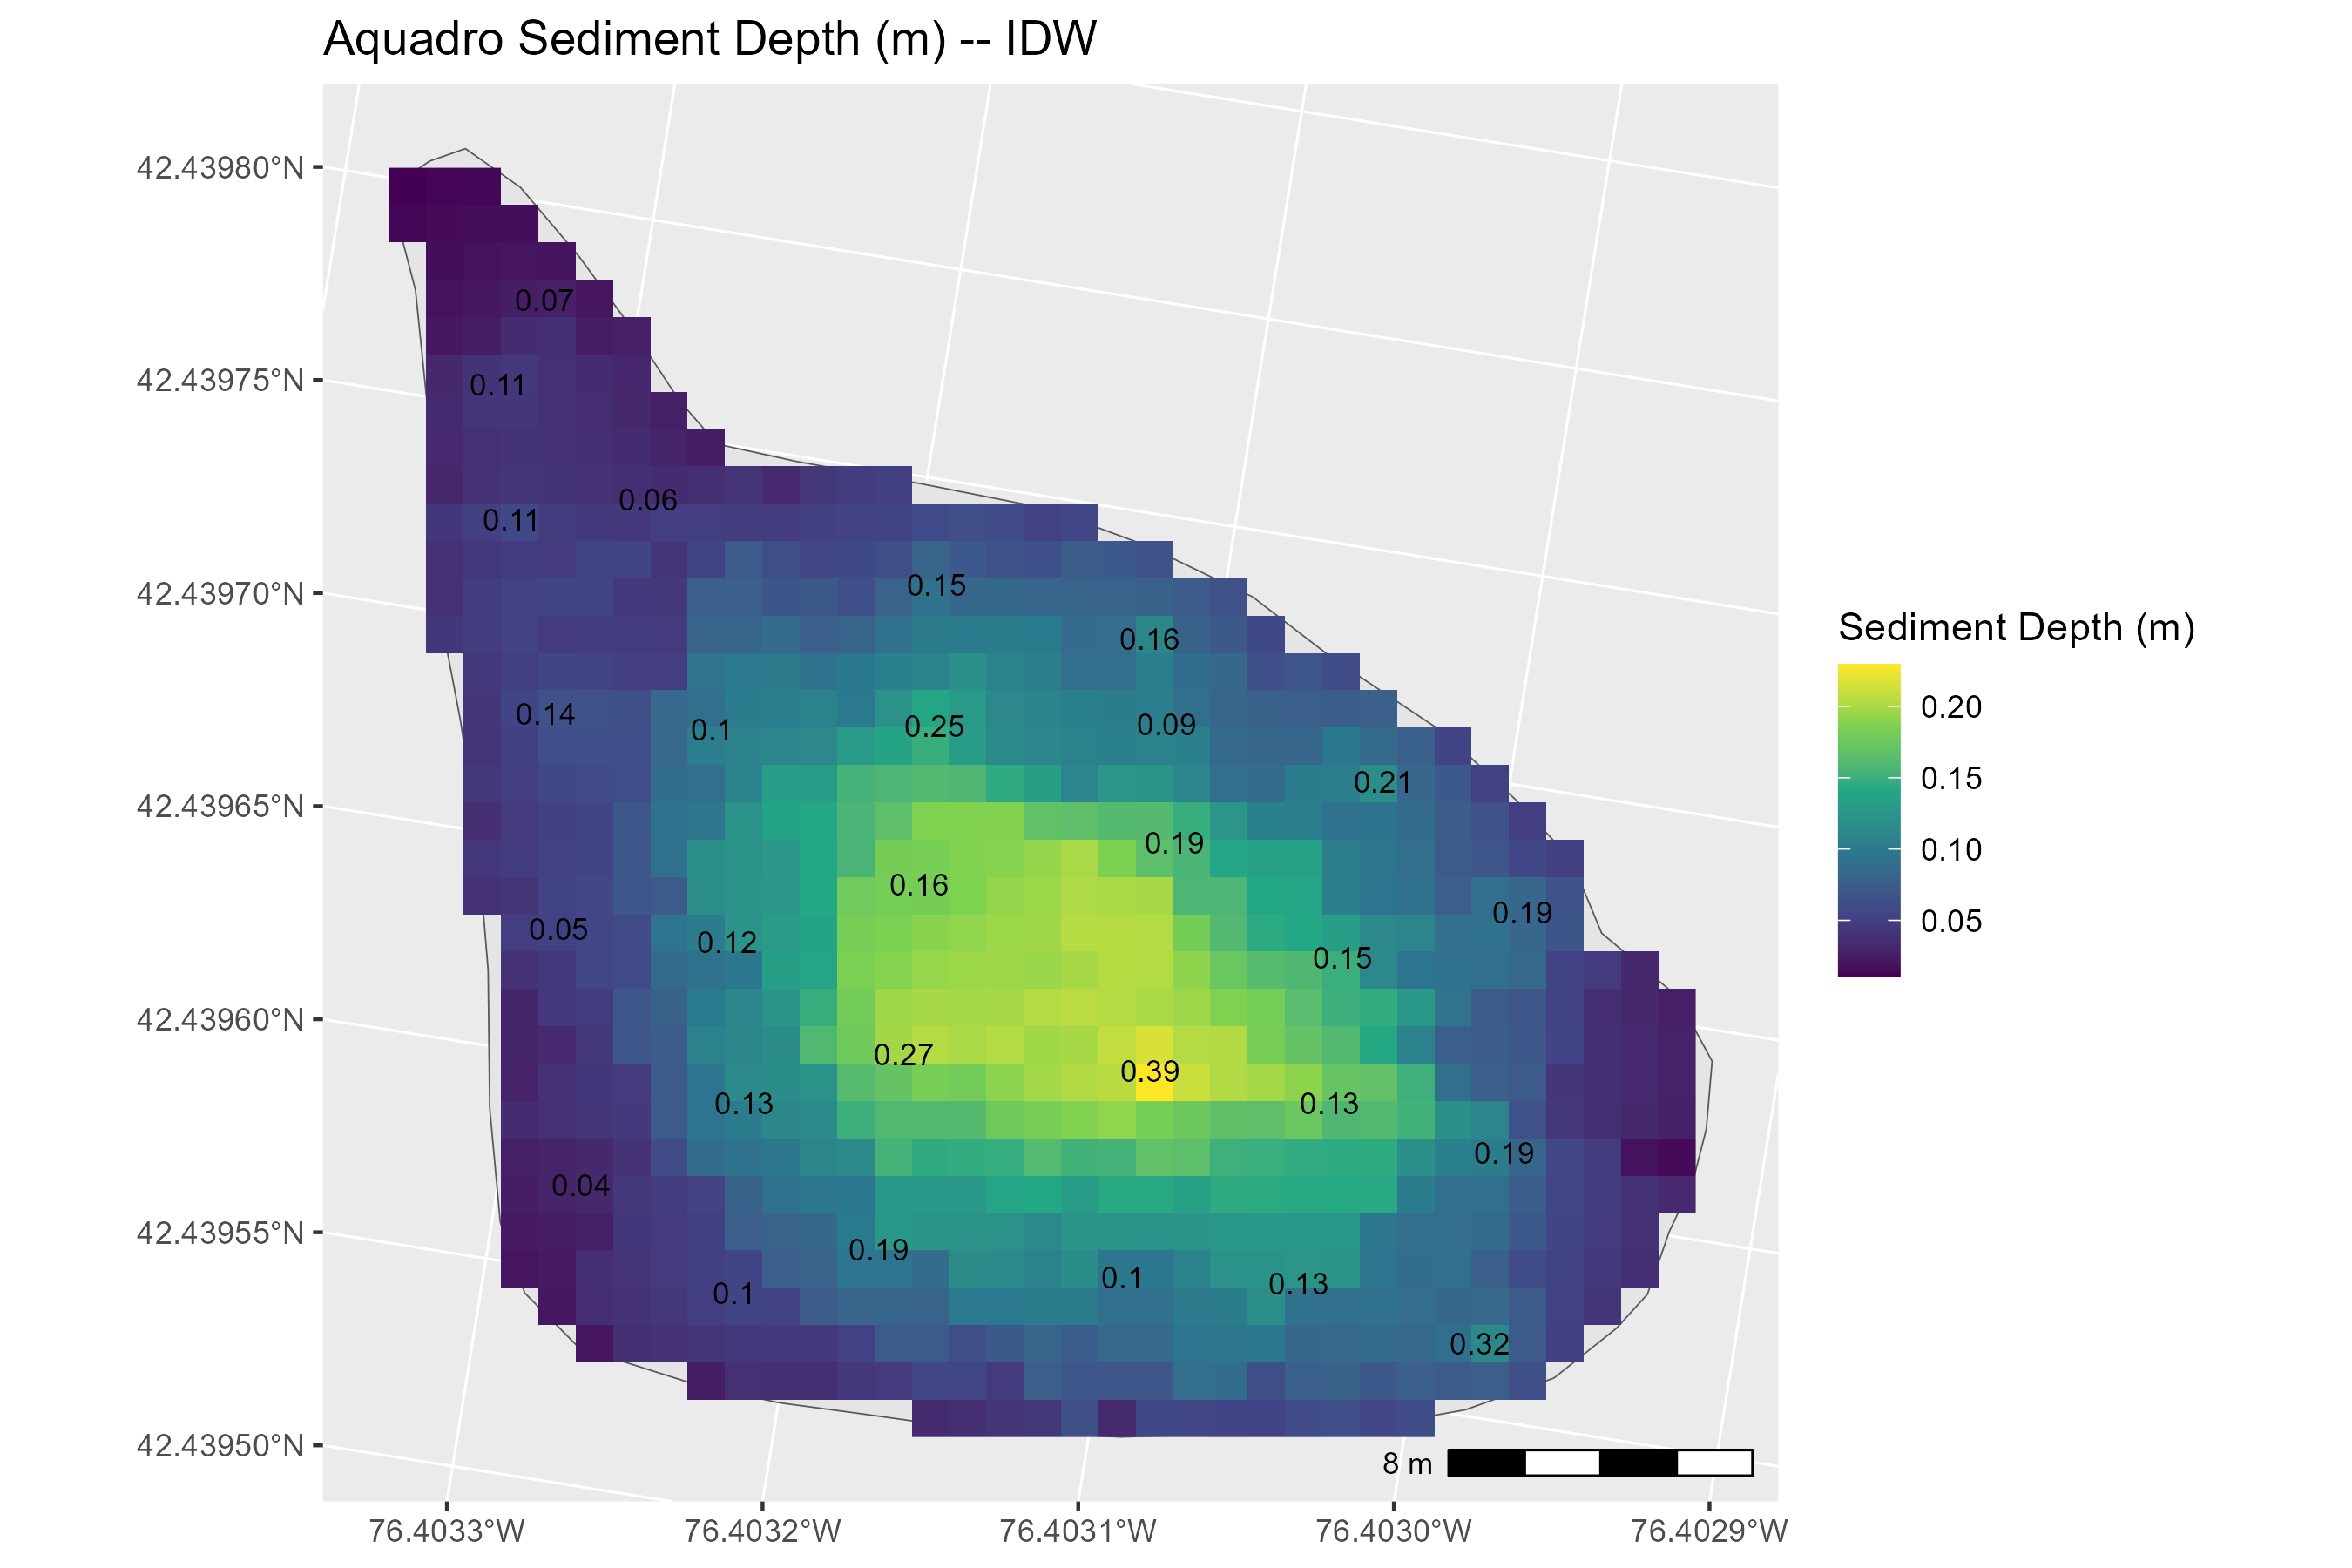 Aquadro Sediment Depth (m) -- IDW
42.43980°N
42.43975°N
42.43970°N
42.43965°N
42.43960°N
42.43955°N
42.43950°N
0.07
0.11
0.06
0.11
0.15
0.16
0.14
0.1
0.25
0.09
0.21
0.19
0.16
0.19
0.05
0.12
0.15
0.27
0.39
0.13
0.13
0.19
0.04
0.19
0.1
0.13
0.1
0.32
8 m
76.4033°W
76.4032°W
76.4031°W
76.4030°W
76.4029°W
Sediment Depth (m)
0.20
0.15
0.10
0.05